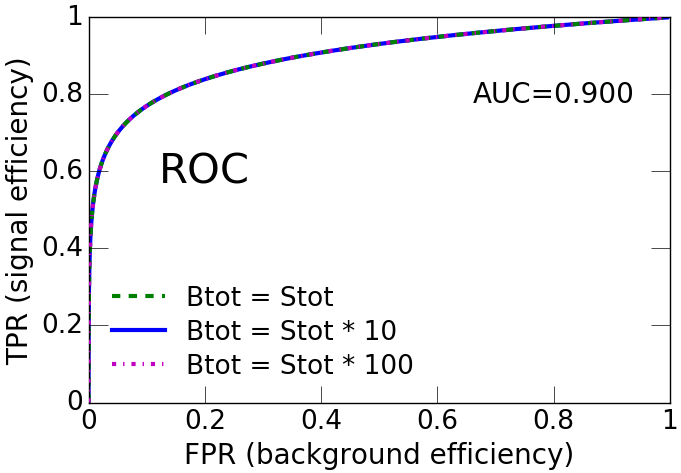 1
0.8
0.6
0.4
0.2
0
TPR (signal efficiency)
AUC=0.900
ROC
Btot = Stot
Btot = Stot * 10
Btot = Stot * 100
0 0.2 0.4 0.6 0.8 1
FPR (background efficiency)